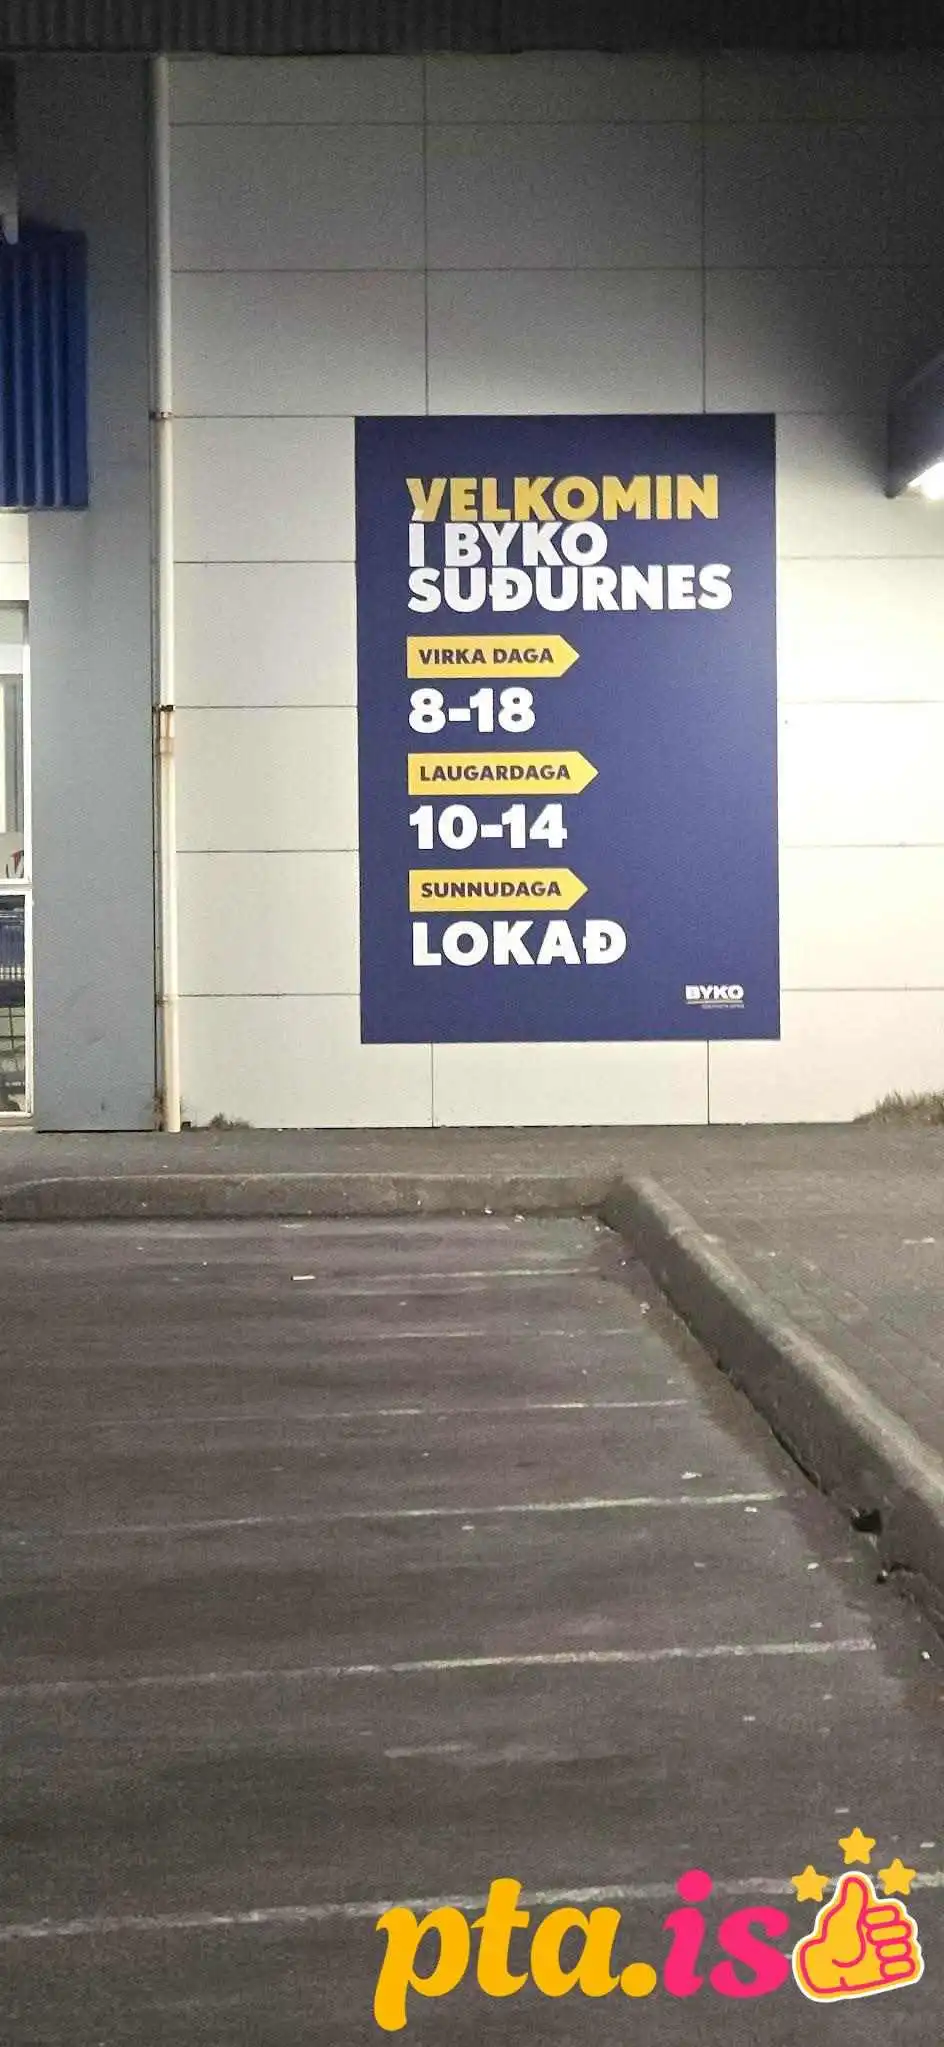 VELKOMIN
Í BYKO
SUÐURNES
VIRKA DAGA
8-18
LAUGARDAGA
10-14
SUNNUDAGA
LOKAÐ
BYKO
pta.is